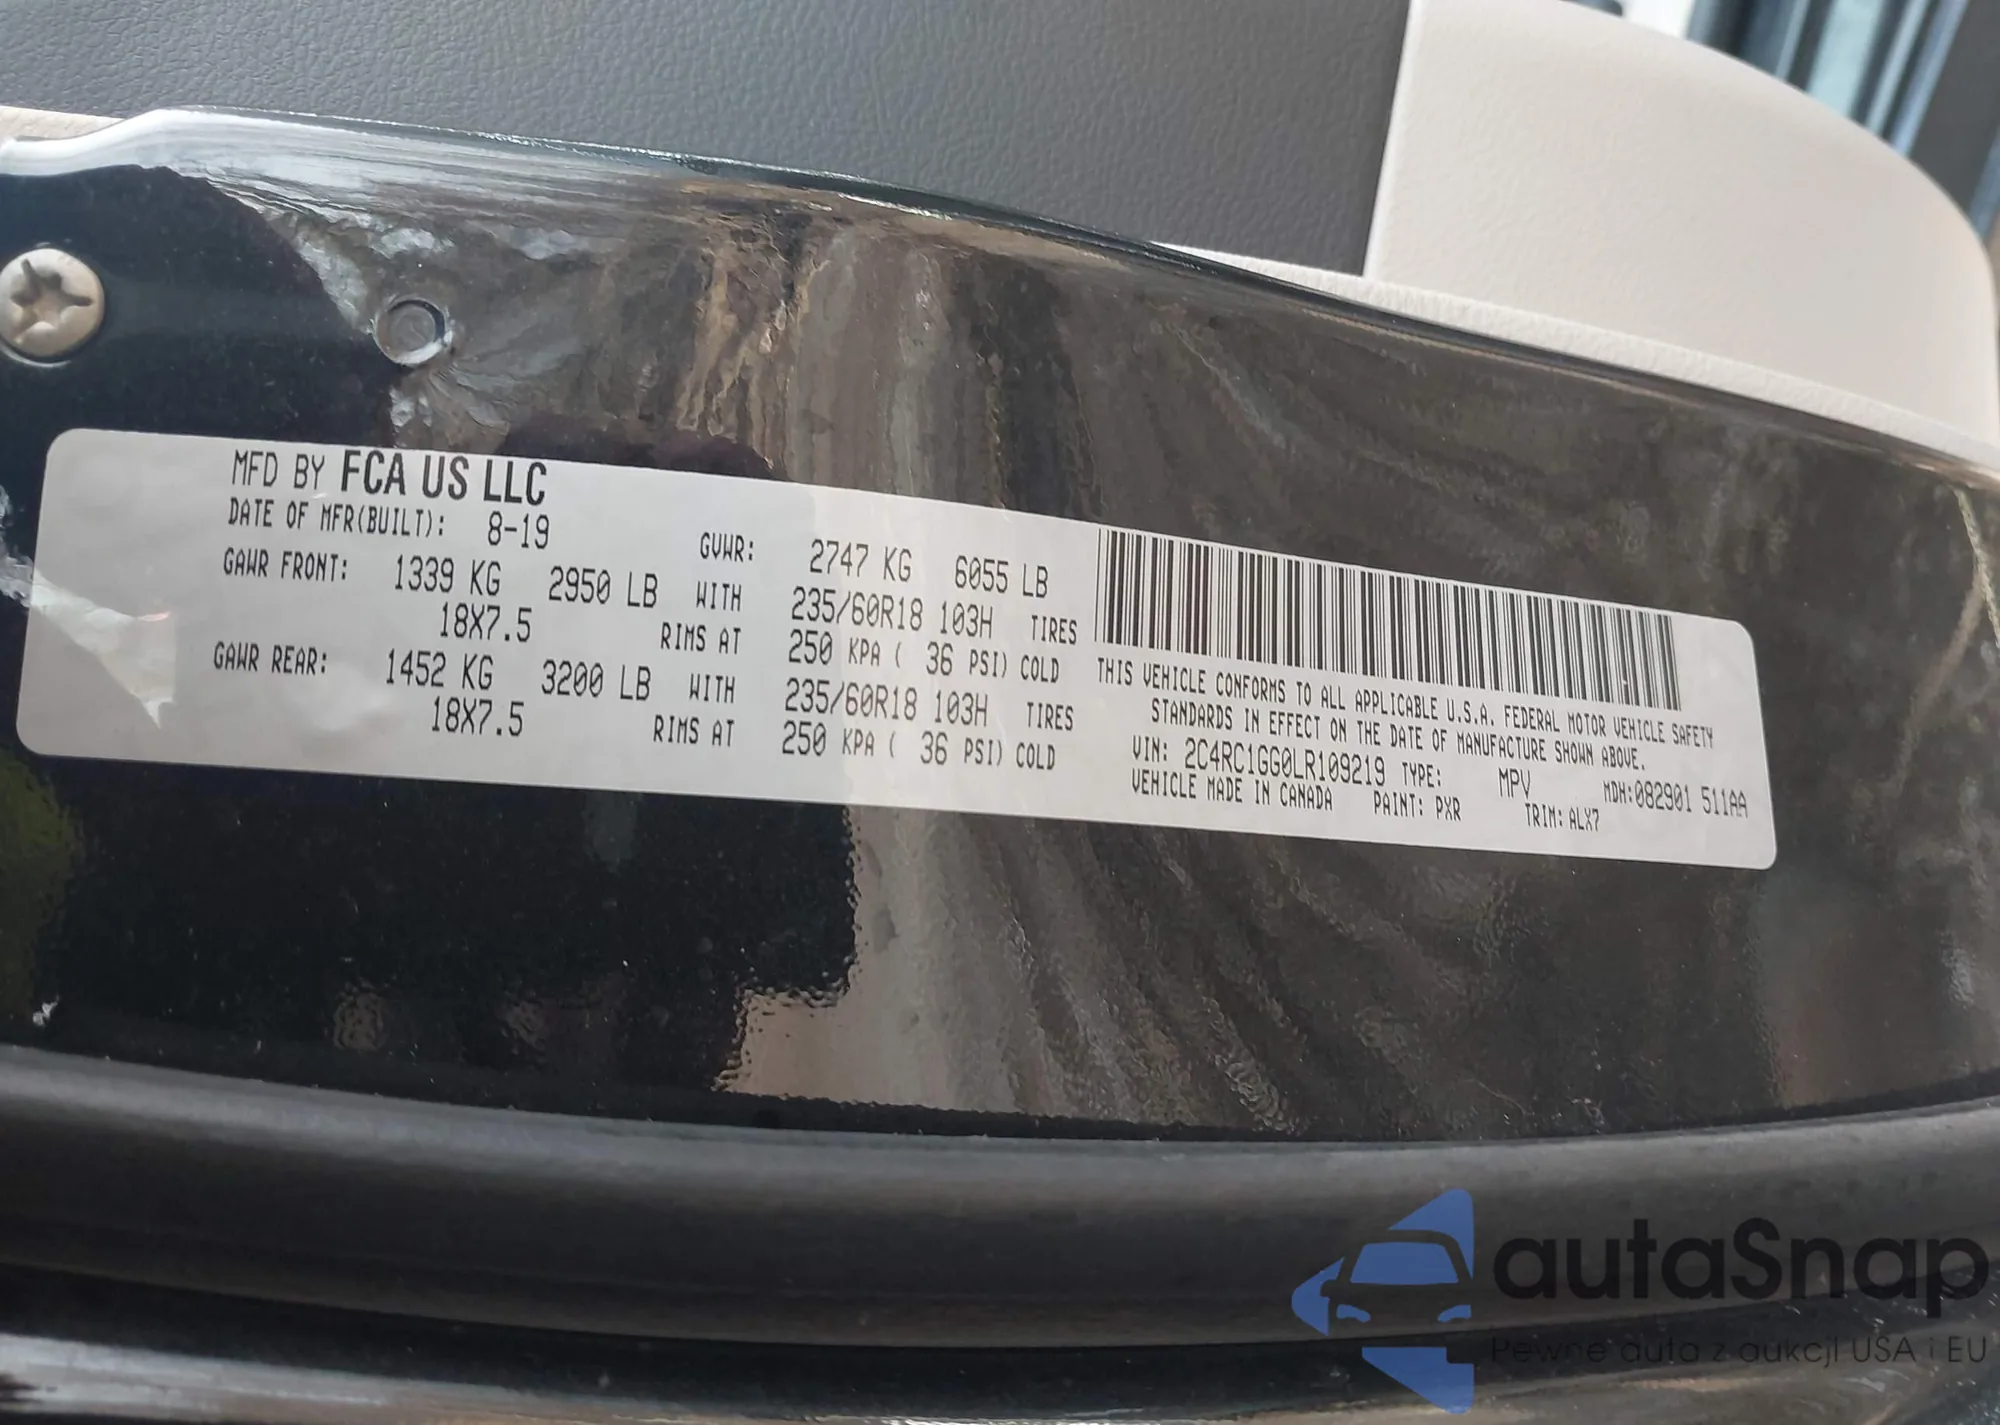 MFD BY FCA US LLC
DATE OF MFR(BUILT): 8-19 GVWR: 2747 KG 6055 LB
GAWR FRONT: 1339 KG 2950 LB WITH 235/60R18 103H TIRES
18X7.5 RIMS AT 250 KPA ( 36 PSI) COLD
GAWR REAR: 1452 KG 3200 LB WITH 235/60R18 103H TIRES
18X7.5 RIMS AT 250 KPA ( 36 PSI) COLD
THIS VEHICLE CONFORMS TO ALL APPLICABLE U.S.A. FEDERAL MOTOR VEHICLE SAFETY
STANDARDS IN EFFECT ON THE DATE OF MANUFACTURE SHOWN ABOVE.
VIN: 2C4RC1GG0LR109219 TYPE: MPV MDH:082901 511AA
VEHICLE MADE IN CANADA PAINT: PXR TRIM: ALX7
autaSnap
Pewne auta z aukcji USA i EU